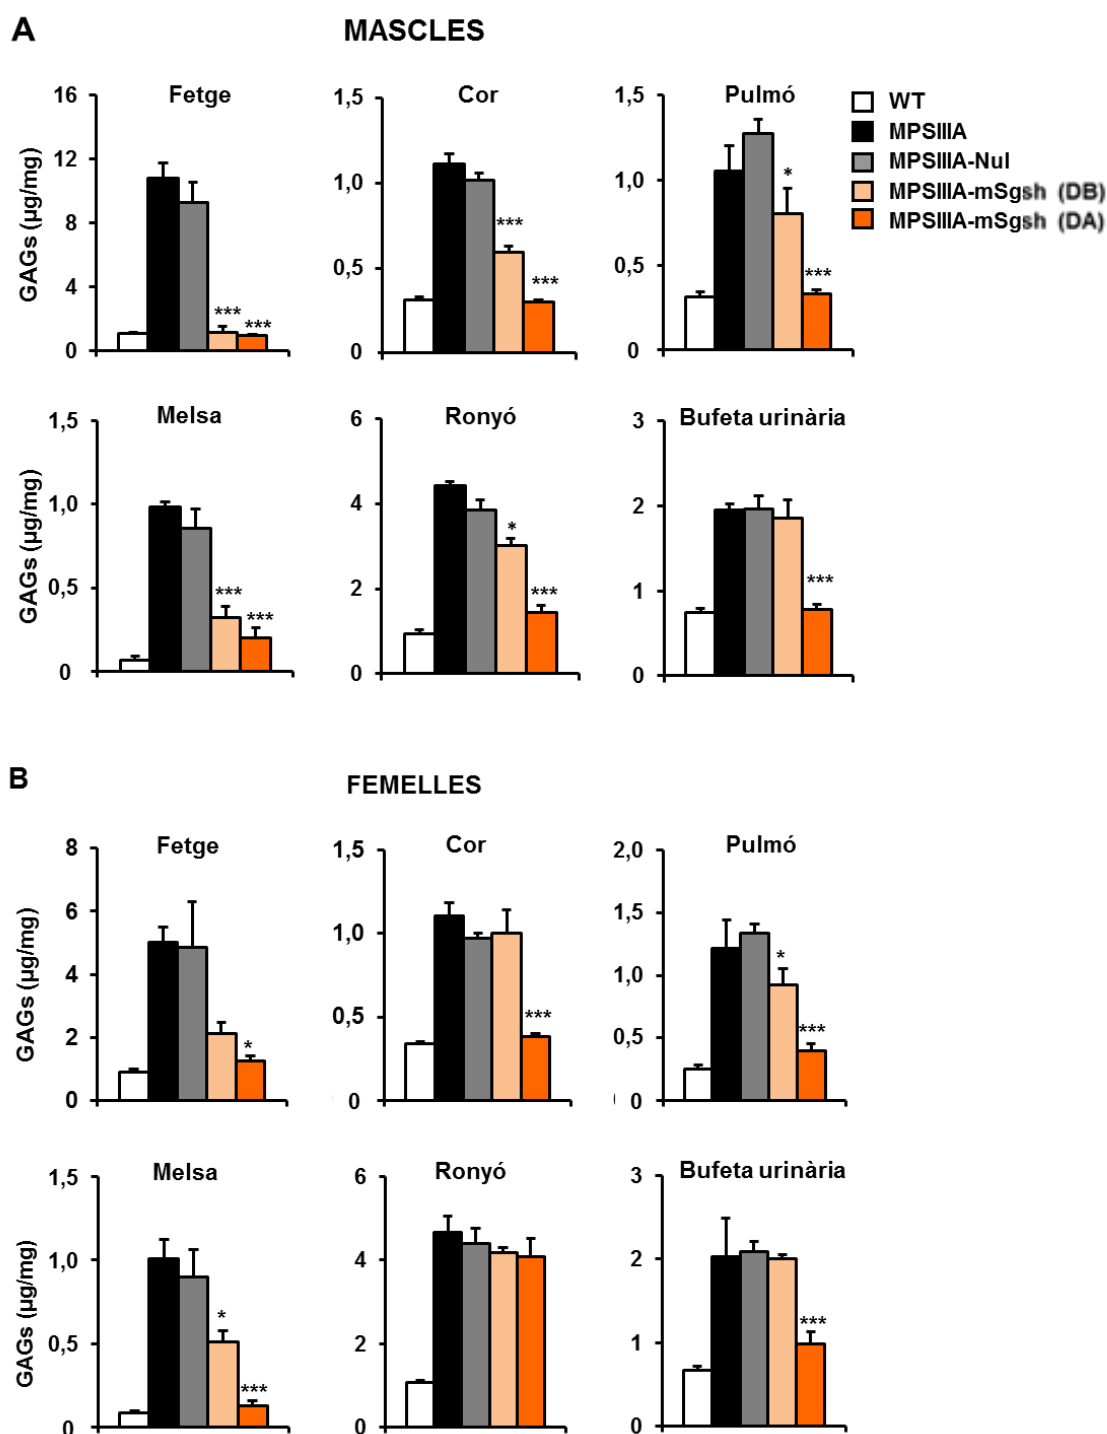 A
MASCLES
Fetge
Cor
Pulmó
WT
MPSIIIA
MPSIIIA-Nul
MPSIIIA-mSgsh (DB)
MPSIIIA-mSgsh (DA)
GAGs (µg/mg)
16
12
8
4
0
*** ***
1,5
1,0
0,5
0
***
***
1,5
1,0
0,5
0
*
***
Melsa
Ronyó
Bufeta urinària
GAGs (µg/mg)
1,5
1,0
0,5
0
***
***
6
4
2
0
*
***
3
2
1
0
***
B
FEMELLES
Fetge
Cor
Pulmó
GAGs (µg/mg)
8
6
4
2
0
*
1,5
1,0
0,5
0
***
2,0
1,5
1,0
0,5
0
*
***
Melsa
Ronyó
Bufeta urinària
GAGs (µg/mg)
1,5
1,0
0,5
0
*
***
6
4
2
0
3
2
1
0
***